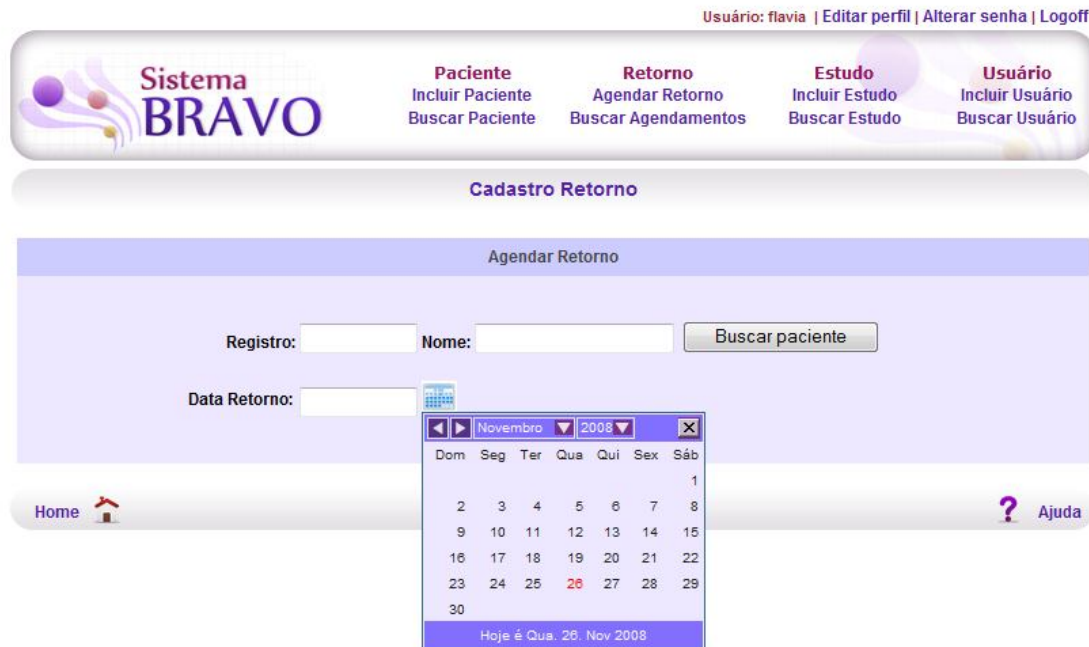 Usuário: flavia | Editar perfil | Alterar senha | Logoff
Sistema
BRAVO
Paciente
Incluir Paciente
Buscar Paciente
Retorno
Agendar Retorno
Buscar Agendamentos
Estudo
Incluir Estudo
Buscar Estudo
Usuário
Incluir Usuário
Buscar Usuário
Cadastro Retorno
Agendar Retorno
Registro: Nome: Buscar paciente
Data Retorno:
Novembro 2008
Dom Seg Ter Qua Qui Sex Sáb
1
2 3 4 5 6 7 8
9 10 11 12 13 14 15
16 17 18 19 20 21 22
23 24 25 26 27 28 29
30
Hoje é Qua. 26. Nov 2008
Home
? Ajuda